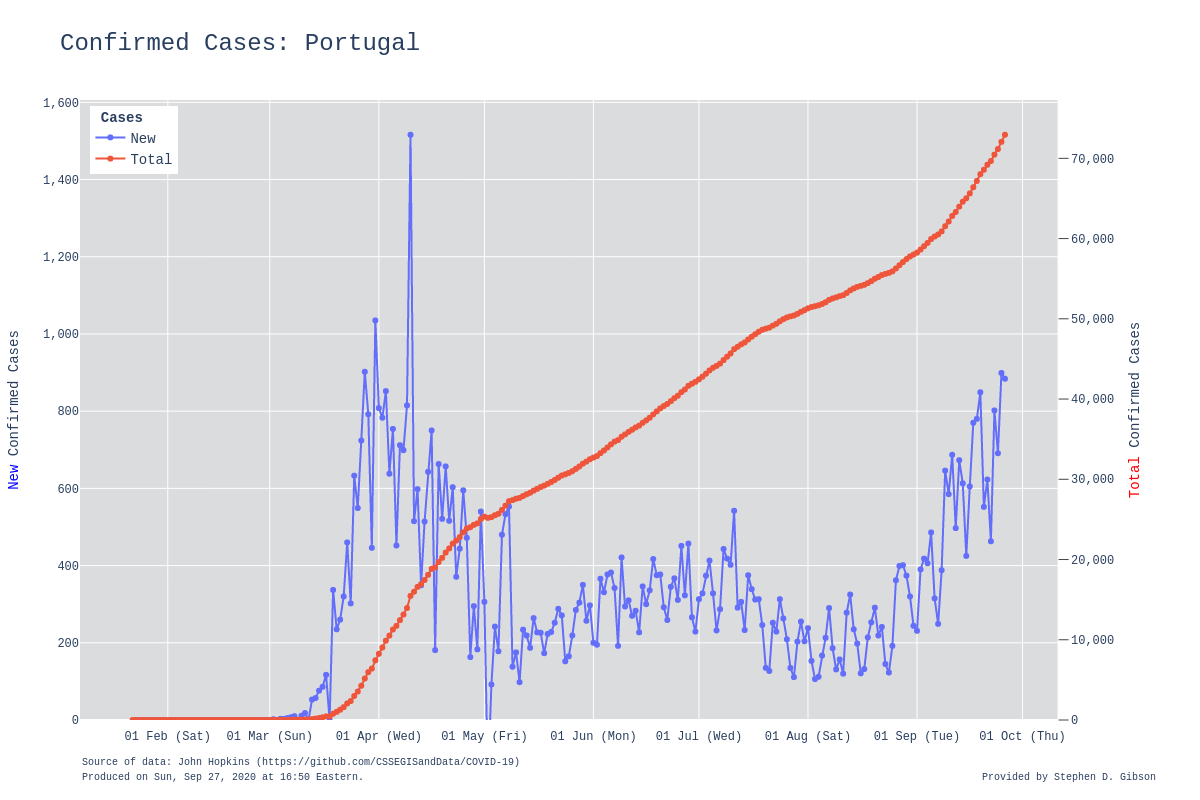 Confirmed Cases: Portugal
Cases
New
Total
1,600
1,400
1,200
1,000
800
600
400
200
0
New Confirmed Cases
70,000
60,000
50,000
40,000
30,000
20,000
10,000
0
Total Confirmed Cases
01 Feb (Sat) 01 Mar (Sun) 01 Apr (Wed) 01 May (Fri) 01 Jun (Mon) 01 Jul (Wed) 01 Aug (Sat) 01 Sep (Tue) 01 Oct (Thu)
Source of data: John Hopkins (https://github.com/CSSEGISandData/COVID-19)
Produced on Sun, Sep 27, 2020 at 16:50 Eastern.
Provided by Stephen D. Gibson